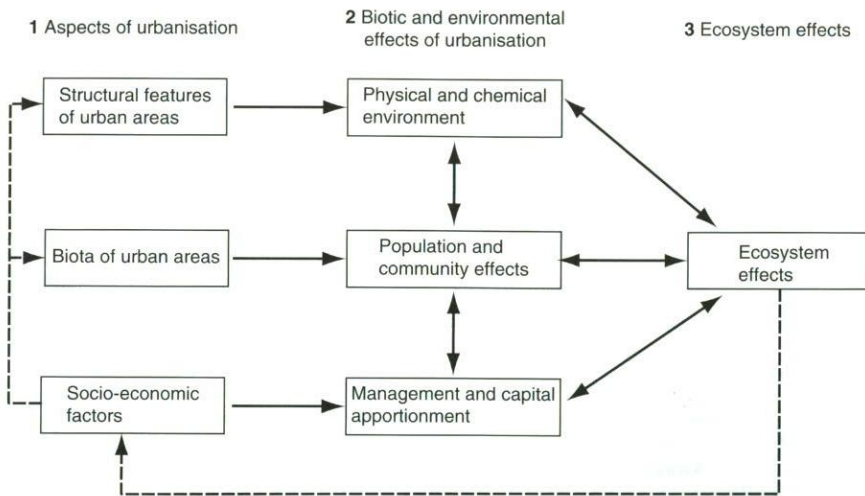 1 Aspects of urbanisation
2 Biotic and environmental
effects of urbanisation
3 Ecosystem effects
Structural features
of urban areas
Physical and chemical
environment
Biota of urban areas
Population and
community effects
Ecosystem
effects
Socio-economic
factors
Management and capital
apportionment